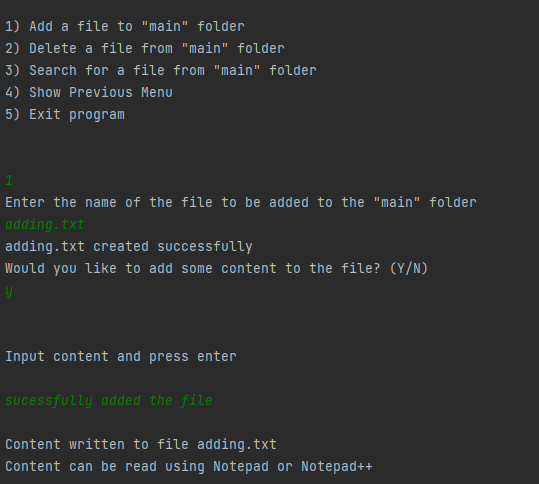 1) Add a file to "main" folder
2) Delete a file from "main" folder
3) Search for a file from "main" folder
4) Show Previous Menu
5) Exit program
1
Enter the name of the file to be added to the "main" folder
adding.txt
adding.txt created successfully
Would you like to add some content to the file? (Y/N)
y
Input content and press enter
sucessfully added the file
Content written to file adding.txt
Content can be read using Notepad or Notepad++